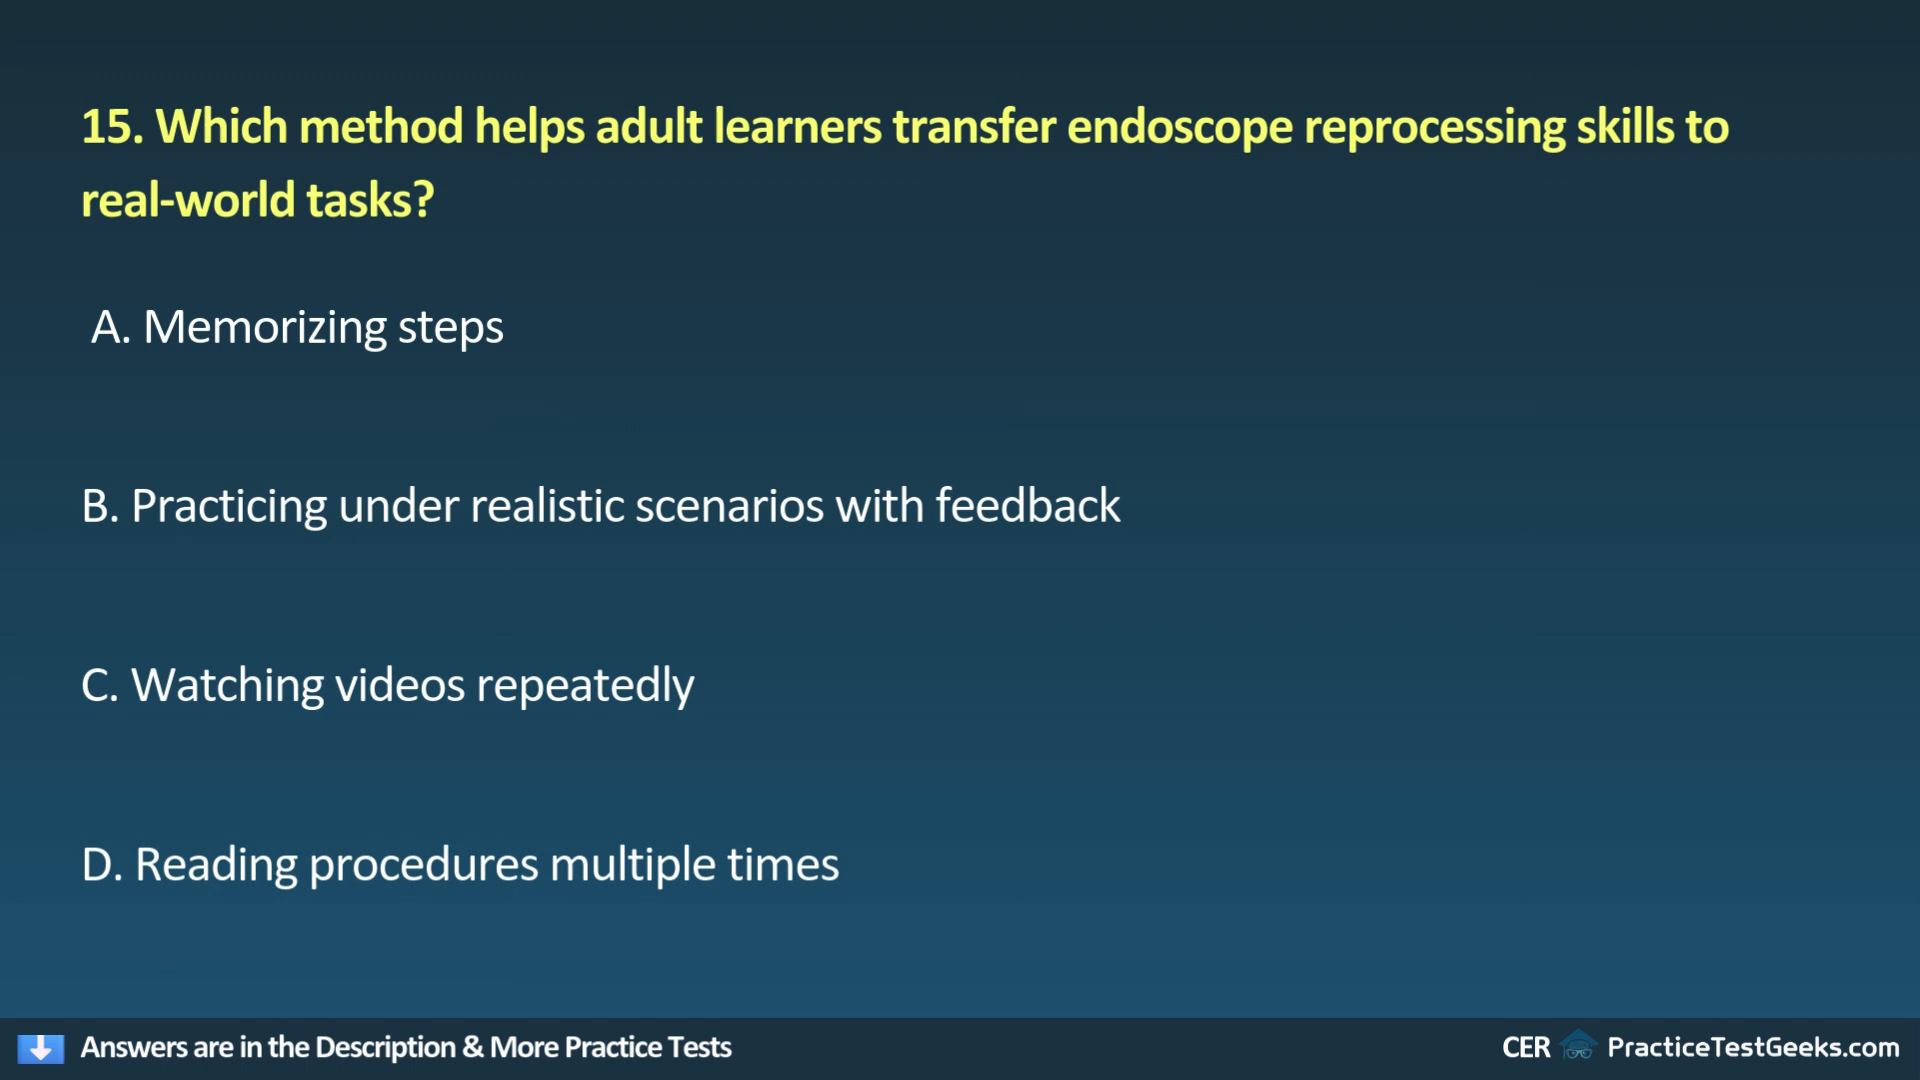 15. Which method helps adult learners transfer endoscope reprocessing skills to
real-world tasks?
A. Memorizing steps
B. Practicing under realistic scenarios with feedback
C. Watching videos repeatedly
D. Reading procedures multiple times
Answers are in the Description & More Practice Tests
CER PracticeTestGeeks.com